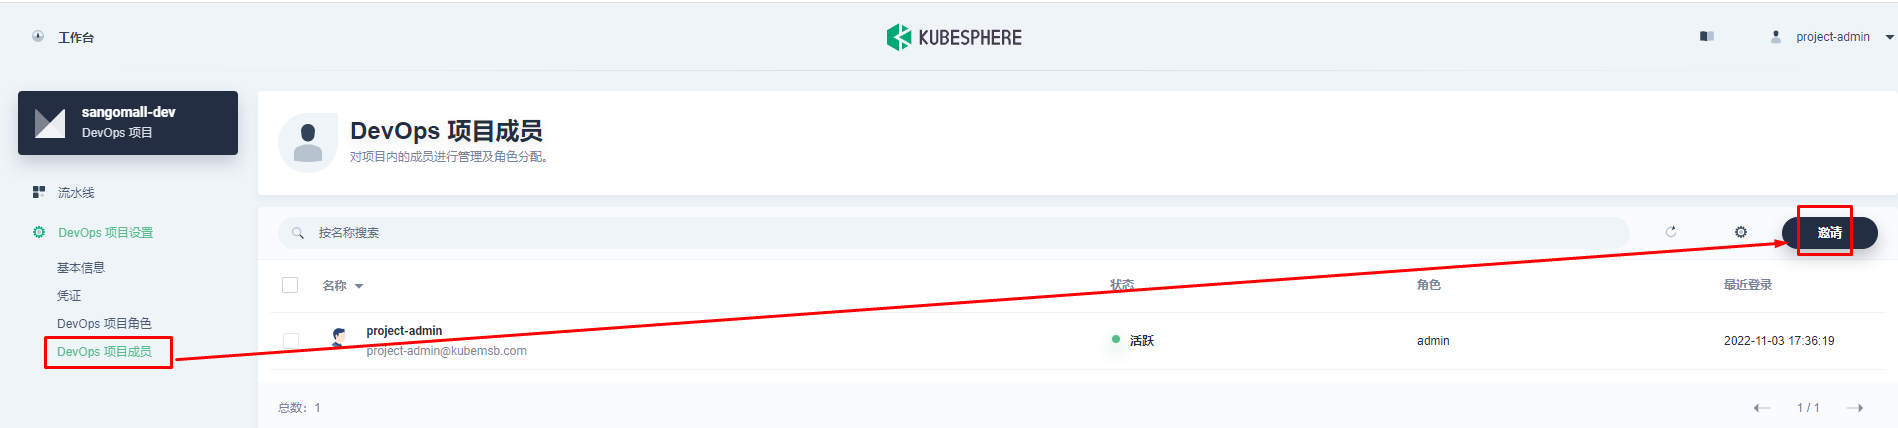 工作台
KUBESPHERE
project-admin
sangomall-dev
DevOps 项目
流水线
DevOps 项目设置
基本信息
凭证
DevOps 项目角色
DevOps 项目成员
DevOps 项目成员
对项目内的成员进行管理及角色分配。
按名称搜索
邀请
名称 状态 角色 最近登录
project-admin
project-admin@kubemsb.com
活跃 admin 2022-11-03 17:36:19
总数：1
1 / 1